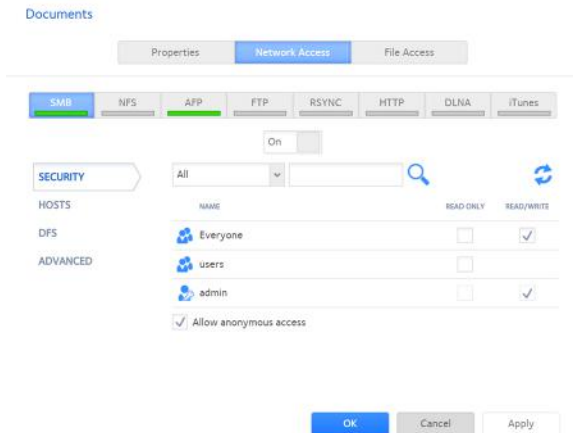 Documents
Properties Network Access File Access
SMB NFS AFP FTP RSYNC HTTP DLNA iTunes
On
SECURITY All
HOSTS NAME READ ONLY READ/WRITE
DFS Everyone
ADVANCED users
admin
Allow anonymous access
OK Cancel Apply